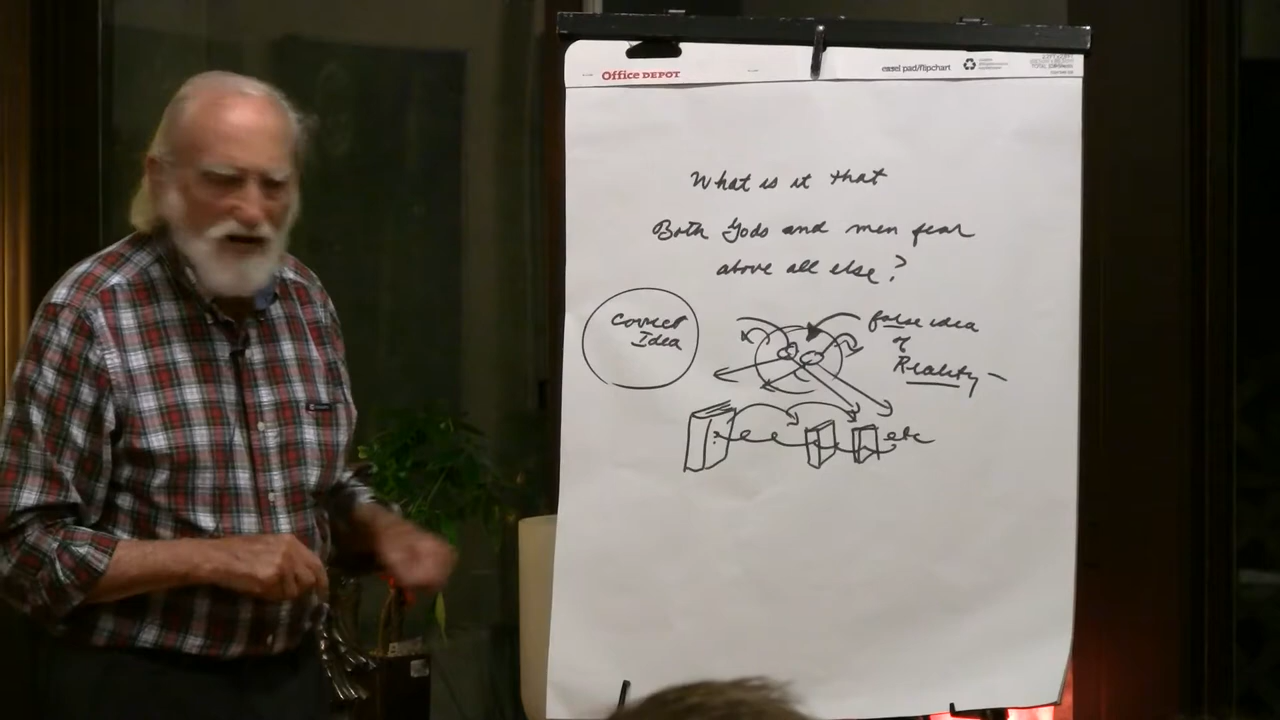 Office DEPOT
easel pad/flipchart
What is it that
Both Gods and men fear
above all else?
Correct
Idea
false idea
of
Reality -
etc